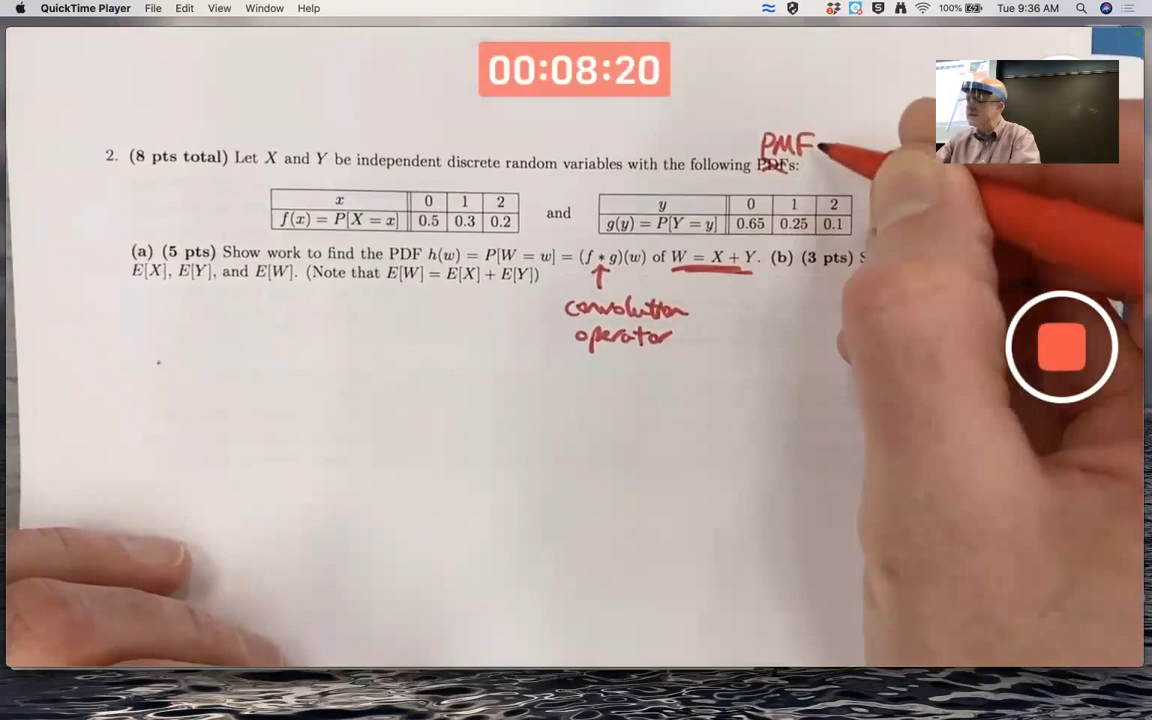 QuickTime Player File Edit View Window Help 100% Tue 9:36 AM
00:08:20
PMF
2. (8 pts total) Let X and Y be independent discrete random variables with the following PDFs:
x 0 1 2
f(x) = P[X = x] 0.5 0.3 0.2
and
y 0 1 2
g(y) = P[Y = y] 0.65 0.25 0.1
(a) (5 pts) Show work to find the PDF h(w) = P[W = w] = (f * g)(w) of W = X + Y. (b) (3 pts) S
E[X], E[Y], and E[W]. (Note that E[W] = E[X] + E[Y])
convolution
operator